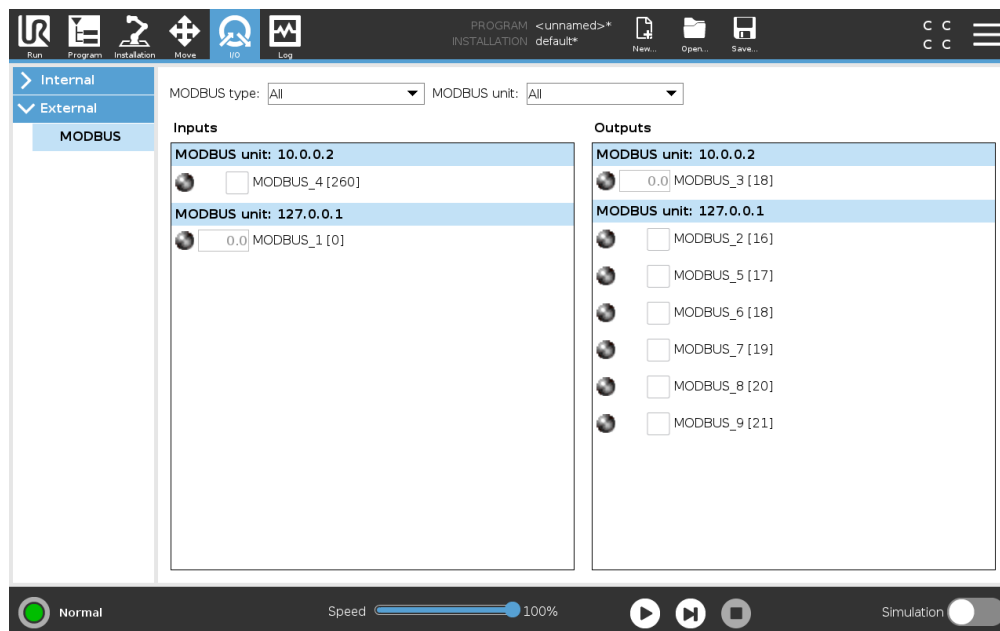 UR
PROGRAM <unnamed>*
INSTALLATION default*
C C
C C
Run Program Installation Move I/O Log New... Open... Save...
Internal
External
MODBUS
MODBUS type: All MODBUS unit: All
Inputs
MODBUS unit: 10.0.0.2
MODBUS_4 [260]
MODBUS unit: 127.0.0.1
0.0 MODBUS_1 [0]
Outputs
MODBUS unit: 10.0.0.2
0.0 MODBUS_3 [18]
MODBUS unit: 127.0.0.1
MODBUS_2 [16]
MODBUS_5 [17]
MODBUS_6 [18]
MODBUS_7 [19]
MODBUS_8 [20]
MODBUS_9 [21]
Normal Speed 100% Simulation